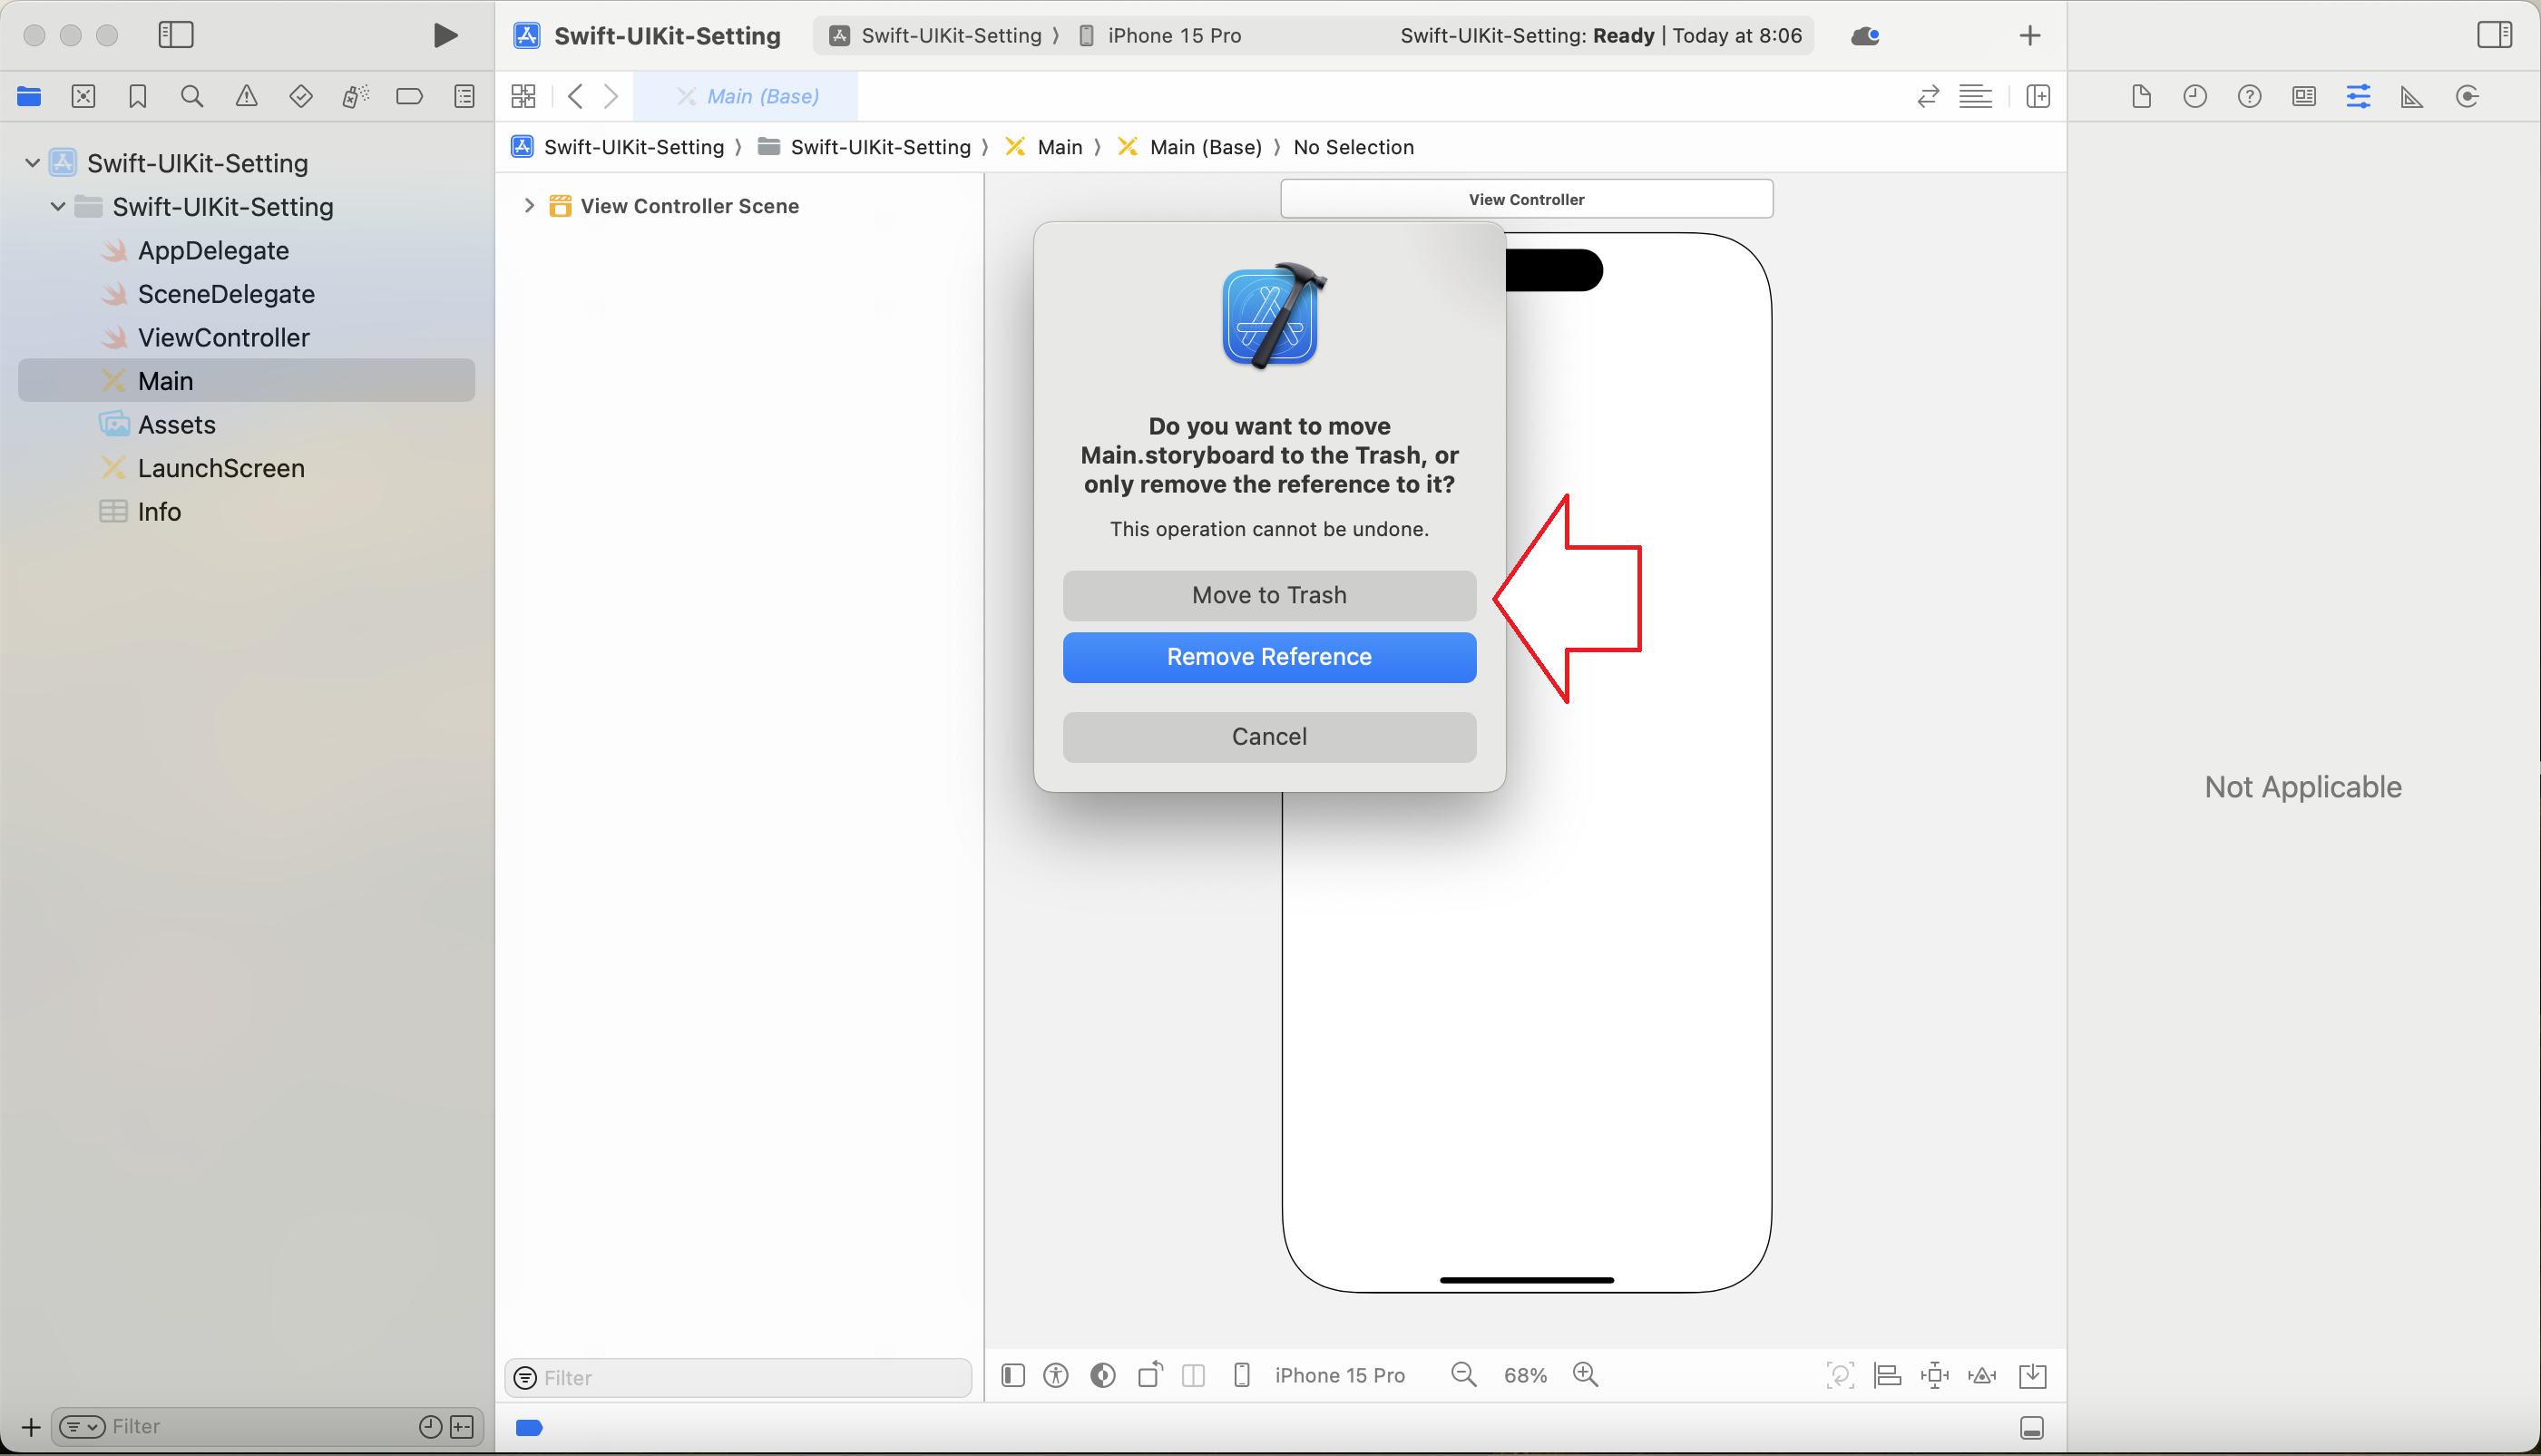 Swift-UIKit-Setting
Swift-UIKit-Setting 〉 iPhone 15 Pro
Swift-UIKit-Setting: Ready | Today at 8:06
Main (Base)
Swift-UIKit-Setting 〉 Swift-UIKit-Setting 〉 Main 〉 Main (Base) 〉 No Selection
Swift-UIKit-Setting
Swift-UIKit-Setting
AppDelegate
SceneDelegate
ViewController
Main
Assets
LaunchScreen
Info
View Controller Scene
View Controller
Do you want to move
Main.storyboard to the Trash, or
only remove the reference to it?
This operation cannot be undone.
Move to Trash
Remove Reference
Cancel
Not Applicable
Filter
iPhone 15 Pro
68%
Filter